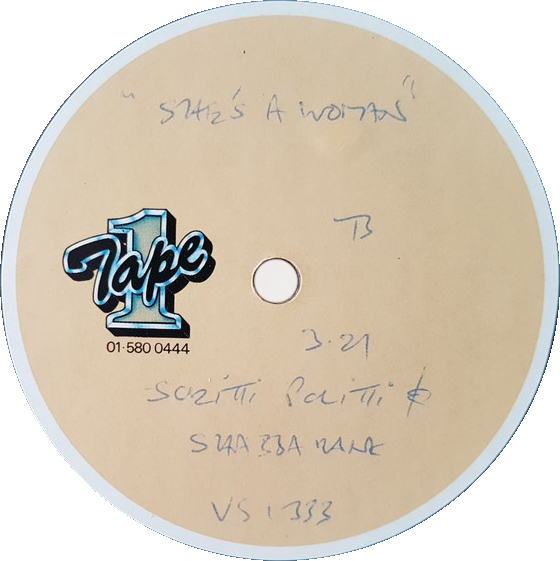 "SHE'S A WOMAN"
B
Tape 1
01-580 0444
3.21
SCRITTI POLITTI &
SHABBA RANK
VS 1333